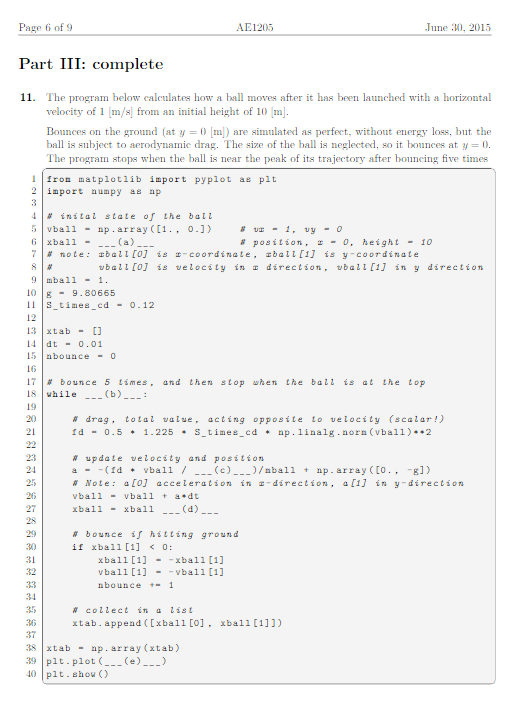 Page 6 of 9 AE1205 June 30, 2015
Part III: complete
11. The program below calculates how a ball moves after it has been launched with a horizontal
velocity of 1 [m/s] from an initial height of 10 [m].
Bounces on the ground (at y = 0 [m]) are simulated as perfect, without energy loss, but the
ball is subject to aerodynamic drag. The size of the ball is neglected, so it bounces at y = 0.
The program stops when the ball is near the peak of its trajectory after bouncing five times
1 from matplotlib import pyplot as plt
2 import numpy as np
3
4 # inital state of the ball
5 vball = np.array([1., 0.]) # vx = 1, vy = 0
6 xball = ___(a)___ # position, x = 0, height = 10
7 # note: xball[0] is x-coordinate, xball[1] is y-coordinate
8 # vball[0] is velocity in x direction, vball[1] in y direction
9 mball = 1.
10 g = 9.80665
11 S_times_cd = 0.12
12
13 xtab = []
14 dt = 0.01
15 nbounce = 0
16
17 # bounce 5 times, and then stop when the ball is at the top
18 while ___(b)___:
19
20 # drag, total value, acting opposite to velocity (scalar!)
21 fd = 0.5 * 1.225 * S_times_cd * np.linalg.norm(vball)**2
22
23 # update velocity and position
24 a = -(fd * vball / ___(c)___)/mball + np.array([0., -g])
25 # Note: a[0] acceleration in x-direction, a[1] in y-direction
26 vball = vball + a*dt
27 xball = xball ___(d)___
28
29 # bounce if hitting ground
30 if xball[1] < 0:
31 xball[1] = -xball[1]
32 vball[1] = -vball[1]
33 nbounce += 1
34
35 # collect in a list
36 xtab.append([xball[0], xball[1]])
37
38 xtab = np.array(xtab)
39 plt.plot(___(e)___)
40 plt.show()